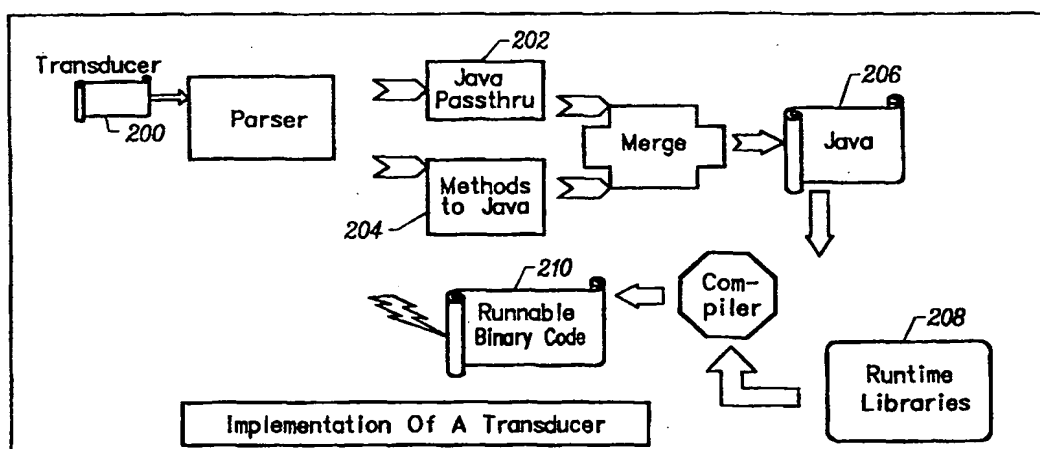 Transducer
200
Parser
202
Java
Passthru
204
Methods
to Java
Merge
206
Java
210
Runnable
Binary Code
Com-
piler
208
Runtime
Libraries
Implementation Of A Transducer